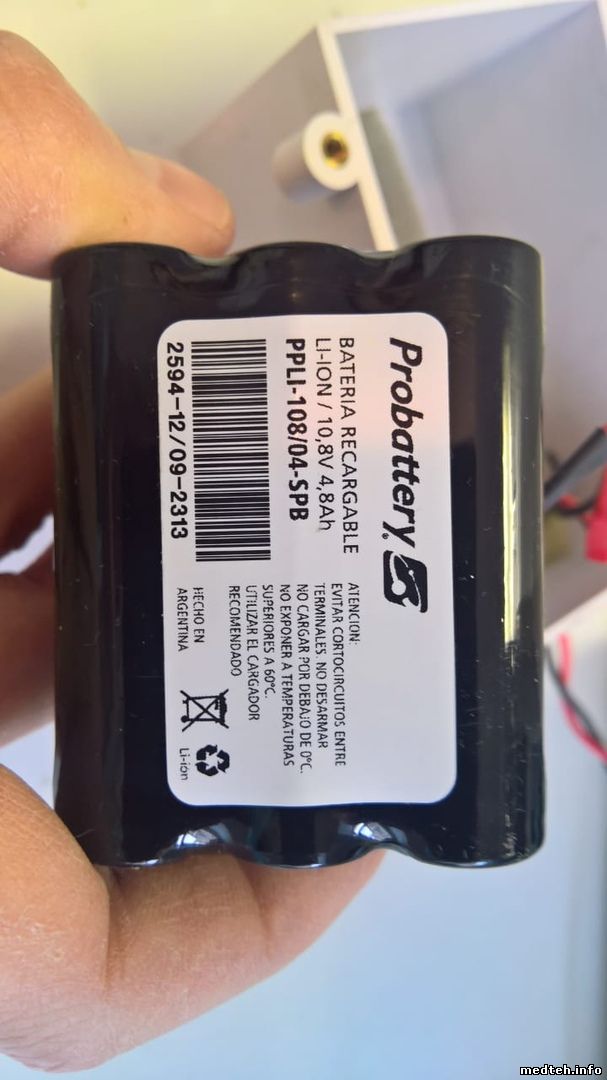 Probattery
BATERIA RECARGABLE
LI-ION / 10,8V 4,8Ah
PPLI-108/04-SPB
2594-12/09-2313
ATENCION:
EVITAR CORTOCIRCUITOS ENTRE
TERMINALES. NO DESARMAR
NO CARGAR POR DEBAJO DE 0°C.
NO EXPONER A TEMPERATURAS
SUPERIORES A 60°C.
UTILIZAR EL CARGADOR
RECOMENDADO
HECHO EN
ARGENTINA
Li-ion
medteh.info